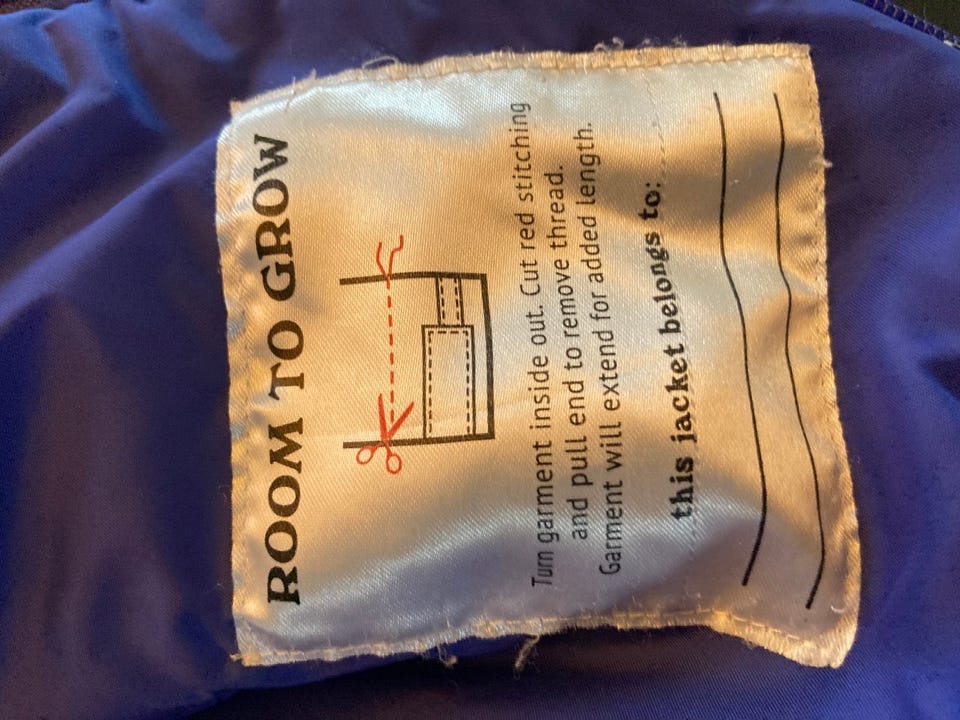 ROOM TO GROW
Turn garment inside out. Cut red stitching
and pull end to remove thread.
Garment will extend for added length.
this jacket belongs to: